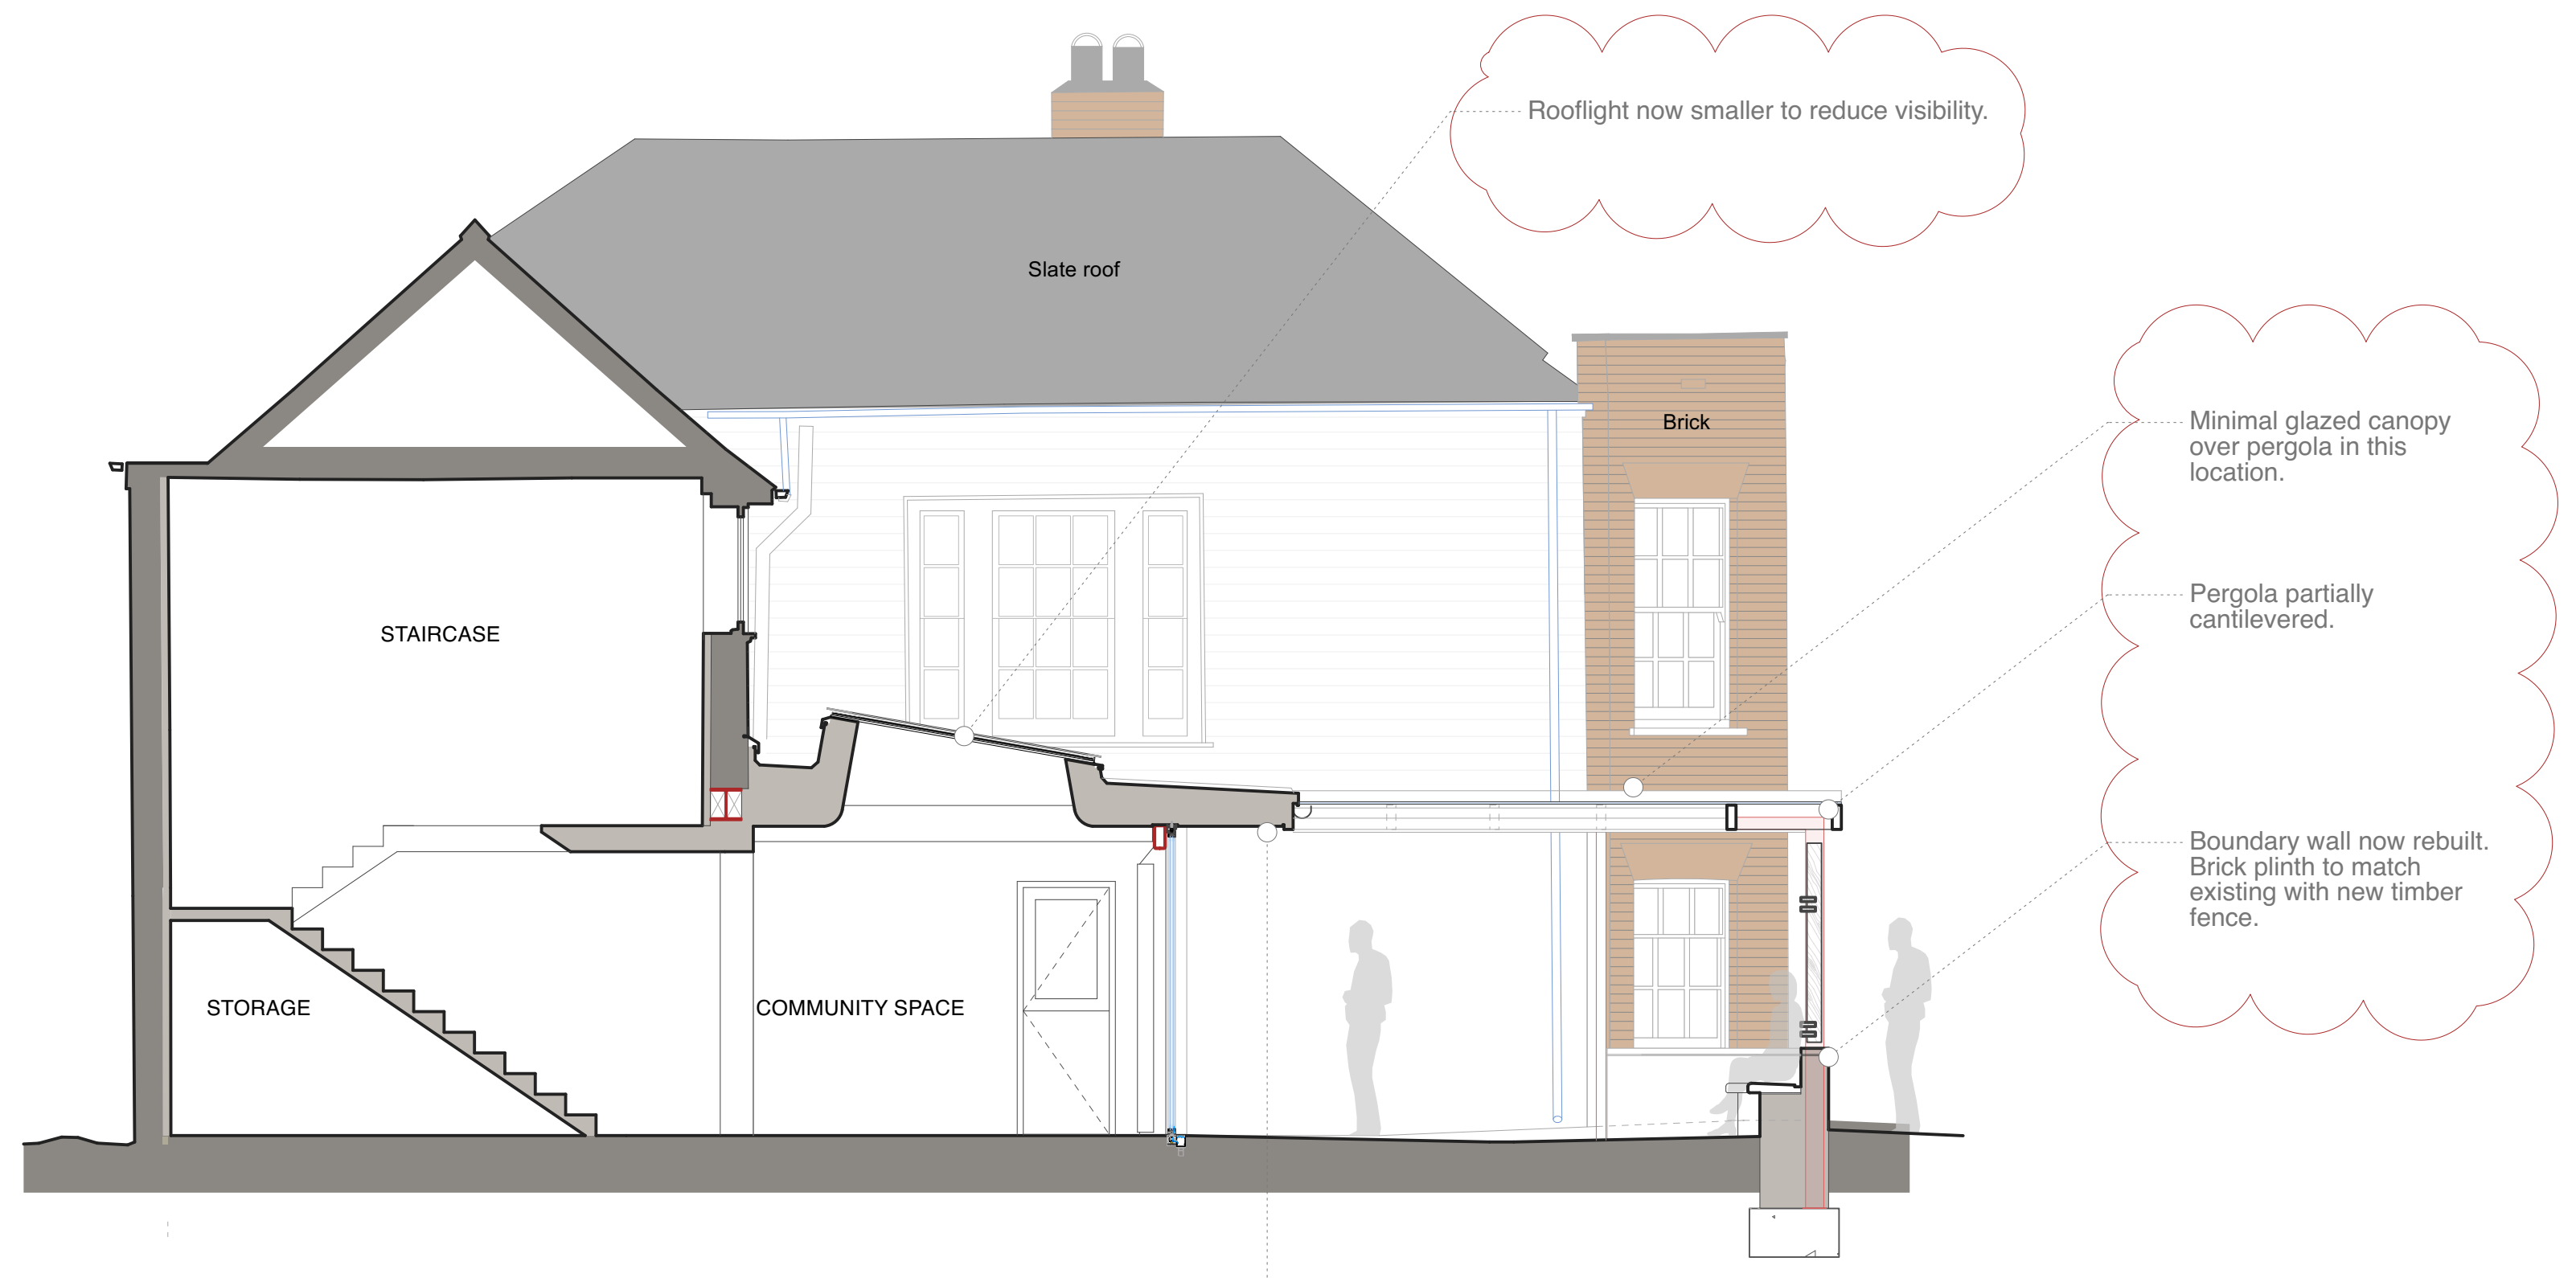 Rooflight now smaller to reduce visibility.
Slate roof
Brick
Minimal glazed canopy
over pergola in this
location.
STAIRCASE
Pergola partially
cantilevered.
Boundary wall now rebuilt.
Brick plinth to match
existing with new timber
fence.
STORAGE
COMMUNITY SPACE